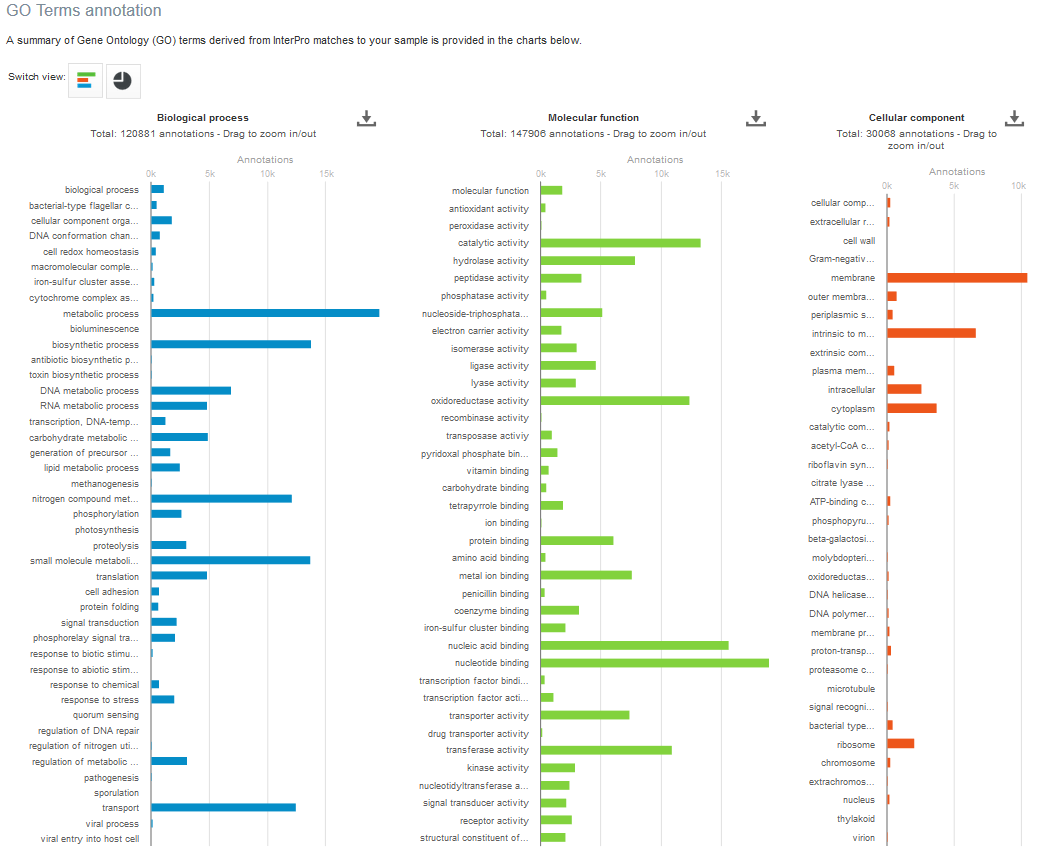 GO Terms annotation
A summary of Gene Ontology (GO) terms derived from InterPro matches to your sample is provided in the charts below.
Switch view:
Biological process
Total: 120881 annotations - Drag to zoom in/out
Annotations
0k 5k 10k 15k
biological process
bacterial-type flagellar c...
cellular component orga...
DNA conformation chan...
cell redox homeostasis
macromolecular comple...
iron-sulfur cluster asse...
cytochrome complex as...
metabolic process
bioluminescence
biosynthetic process
antibiotic biosynthetic p...
toxin biosynthetic process
DNA metabolic process
RNA metabolic process
transcription, DNA-temp...
carbohydrate metabolic ...
generation of precursor ...
lipid metabolic process
methanogenesis
nitrogen compound met...
phosphorylation
photosynthesis
proteolysis
small molecule metaboli...
translation
cell adhesion
protein folding
signal transduction
phosphorelay signal tra...
response to biotic stimu...
response to abiotic stim...
response to chemical
response to stress
quorum sensing
regulation of DNA repair
regulation of nitrogen uti...
regulation of metabolic ...
pathogenesis
sporulation
transport
viral process
viral entry into host cell
Molecular function
Total: 147906 annotations - Drag to zoom in/out
Annotations
0k 5k 10k 15k
molecular function
antioxidant activity
peroxidase activity
catalytic activity
hydrolase activity
peptidase activity
phosphatase activity
nucleoside-triphosphata...
electron carrier activity
isomerase activity
ligase activity
lyase activity
oxidoreductase activity
recombinase activity
transposase activiy
pyridoxal phosphate bin...
vitamin binding
carbohydrate binding
tetrapyrrole binding
ion binding
protein binding
amino acid binding
metal ion binding
penicillin binding
coenzyme binding
iron-sulfur cluster binding
nucleic acid binding
nucleotide binding
transcription factor bindi...
transcription factor acti...
transporter activity
drug transporter activity
transferase activity
kinase activity
nucleotidyltransferase a...
signal transducer activity
receptor activity
structural constituent of...
Cellular component
Total: 30068 annotations - Drag to
zoom in/out
Annotations
0k 5k 10k
cellular comp...
extracellular r...
cell wall
Gram-negativ...
membrane
outer membra...
periplasmic s...
intrinsic to m...
extrinsic com...
plasma mem...
intracellular
cytoplasm
catalytic com...
acetyl-CoA c...
riboflavin syn...
citrate lyase ...
ATP-binding c...
phosphopyru...
beta-galactosi...
molybdopteri...
oxidoreductas...
DNA helicase...
DNA polymer...
membrane pr...
proton-transp...
proteasome c...
microtubule
signal recogni...
bacterial type...
ribosome
chromosome
extrachromos...
nucleus
thylakoid
virion